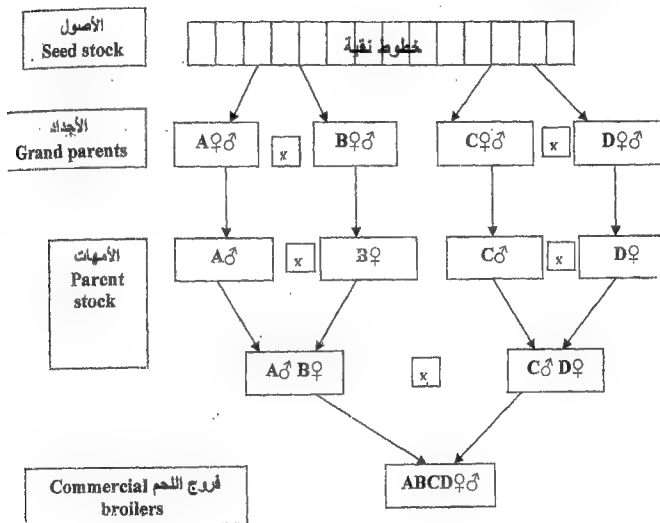 الأصول
Seed stock
خطوط نقية
الأجداد
Grand parents
A♀♂
x
B♀♂
C♀♂
x
D♀♂
الأمهات
Parent
stock
A♂
x
B♀
C♂
x
D♀
A♂ B♀
x
C♂ D♀
Commercial فروج اللحم
broilers
ABCD♀♂